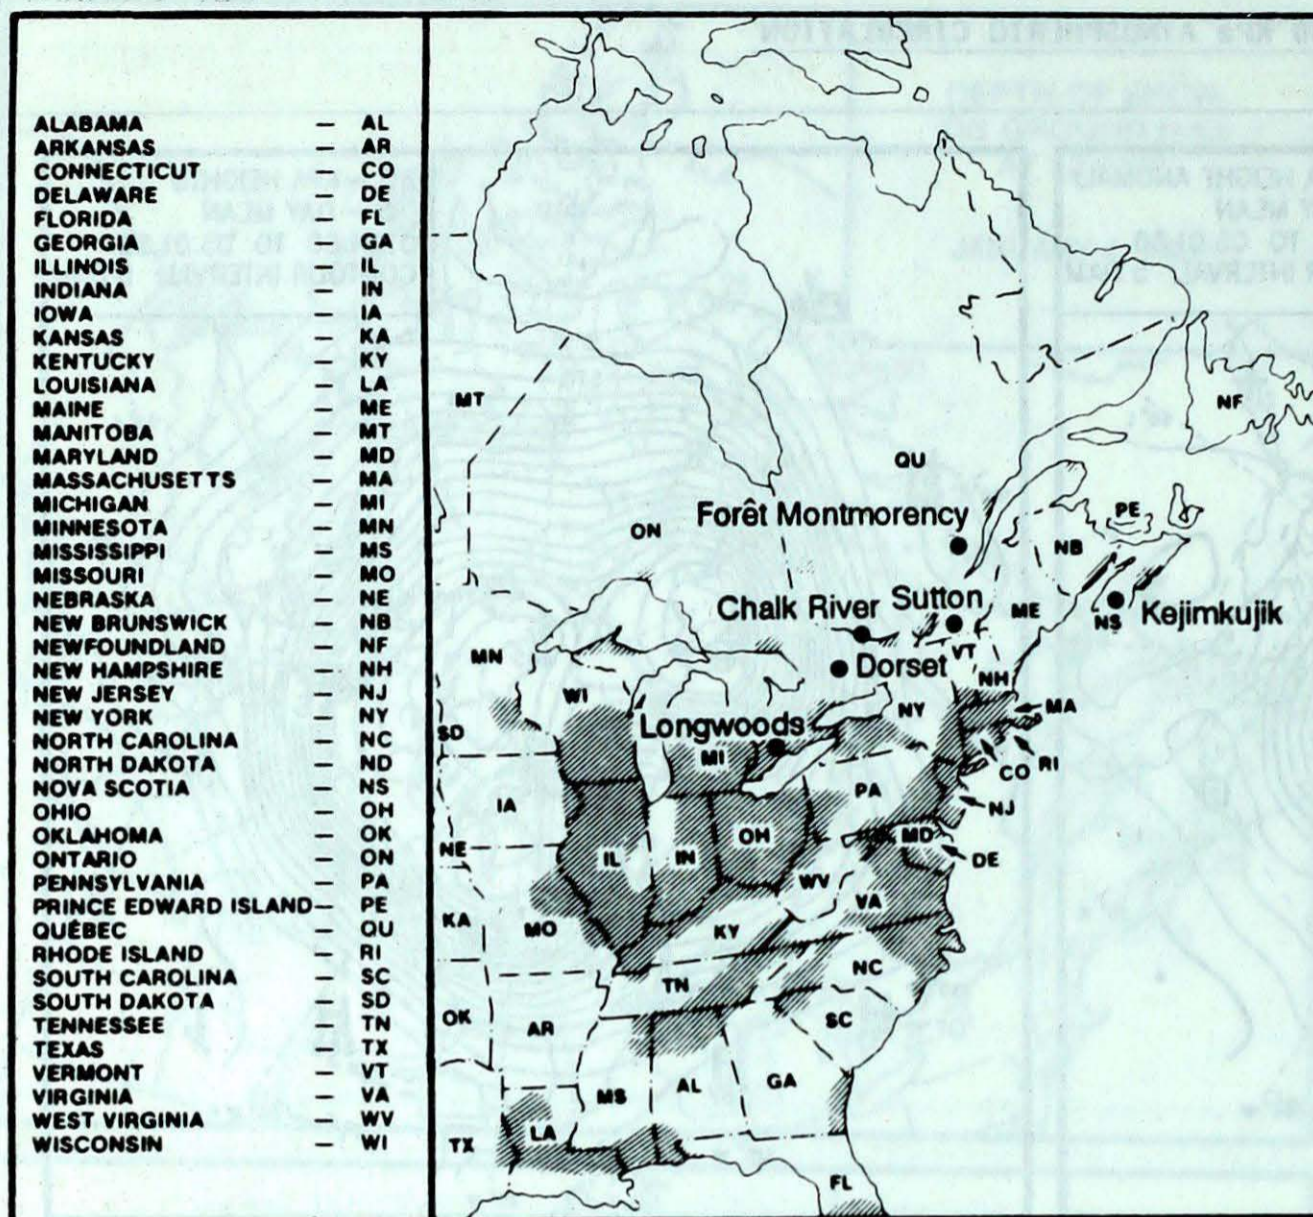 ALABAMA — AL
ARKANSAS — AR
CONNECTICUT — CO
DELAWARE — DE
FLORIDA — FL
GEORGIA — GA
ILLINOIS — IL
INDIANA — IN
IOWA — IA
KANSAS — KA
KENTUCKY — KY
LOUISIANA — LA
MAINE — ME
MANITOBA — MT
MARYLAND — MD
MASSACHUSETTS — MA
MICHIGAN — MI
MINNESOTA — MN
MISSISSIPPI — MS
MISSOURI — MO
NEBRASKA — NE
NEW BRUNSWICK — NB
NEWFOUNDLAND — NF
NEW HAMPSHIRE — NH
NEW JERSEY — NJ
NEW YORK — NY
NORTH CAROLINA — NC
NORTH DAKOTA — ND
NOVA SCOTIA — NS
OHIO — OH
OKLAHOMA — OK
ONTARIO — ON
PENNSYLVANIA — PA
PRINCE EDWARD ISLAND — PE
QUÉBEC — QU
RHODE ISLAND — RI
SOUTH CAROLINA — SC
SOUTH DAKOTA — SD
TENNESSEE — TN
TEXAS — TX
VERMONT — VT
VIRGINIA — VA
WEST VIRGINIA — WV
WISCONSIN — WI
MT
NF
QU
Forêt Montmorency
PE
ON
NB
Chalk River
Sutton
ME
NS
Kejimkujik
MN
Dorset
VT
NH
WI
NY
MA
SD
Longwoods
MI
CO
RI
IA
PA
NJ
NE
IL
IN
OH
MD
DE
WV
KA
MO
KY
VA
TN
NC
OK
AR
SC
MS
AL
GA
TX
LA
FL